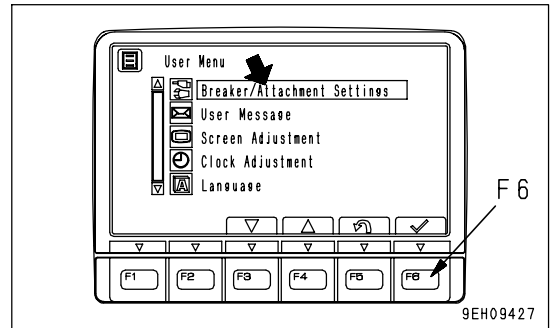 User Menu
Breaker/Attachment Settings
User Message
Screen Adjustment
Clock Adjustment
A Language
F6
F1 F2 F3 F4 F5 F6
9EH09427